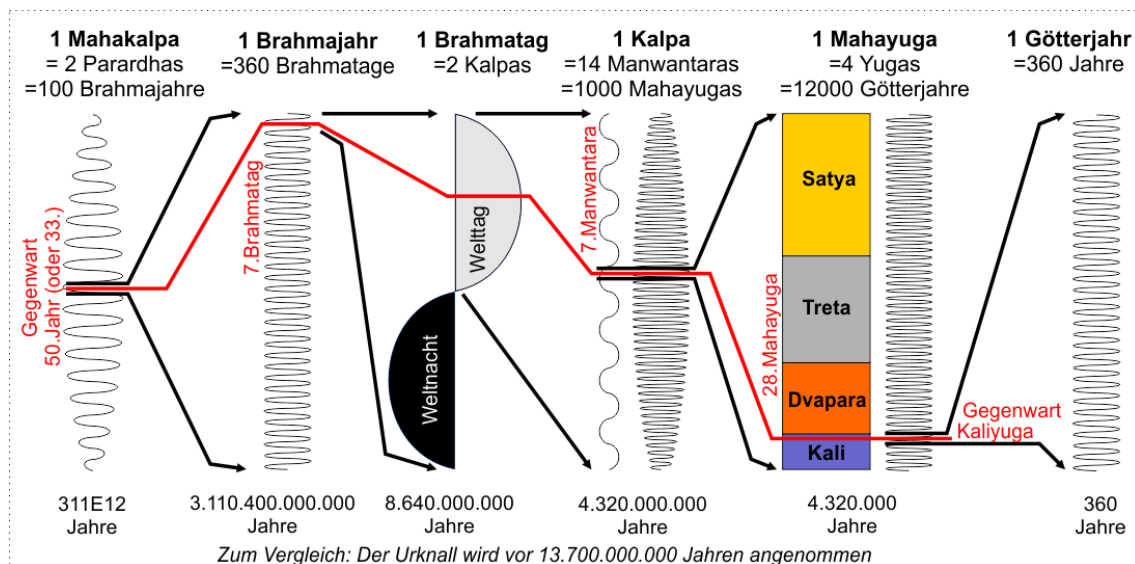 1 Mahakalpa
= 2 Parardhas
=100 Brahmajahre
1 Brahmajahr
=360 Brahmatage
1 Brahmatag
=2 Kalpas
1 Kalpa
=14 Manwantaras
=1000 Mahayugas
1 Mahayuga
=4 Yugas
=12000 Götterjahre
1 Götterjahr
=360 Jahre
Gegenwart
50.Jahr (oder 33.)
7.Brahmatag
Welttag
Weltnacht
7.Manwantara
28.Mahayuga
Satya
Treta
Dvapara
Kali
Gegenwart
Kaliyuga
311E12
Jahre
3.110.400.000.000
Jahre
8.640.000.000
Jahre
4.320.000.000
Jahre
4.320.000
Jahre
360
Jahre
Zum Vergleich: Der Urknall wird vor 13.700.000.000 Jahren angenommen